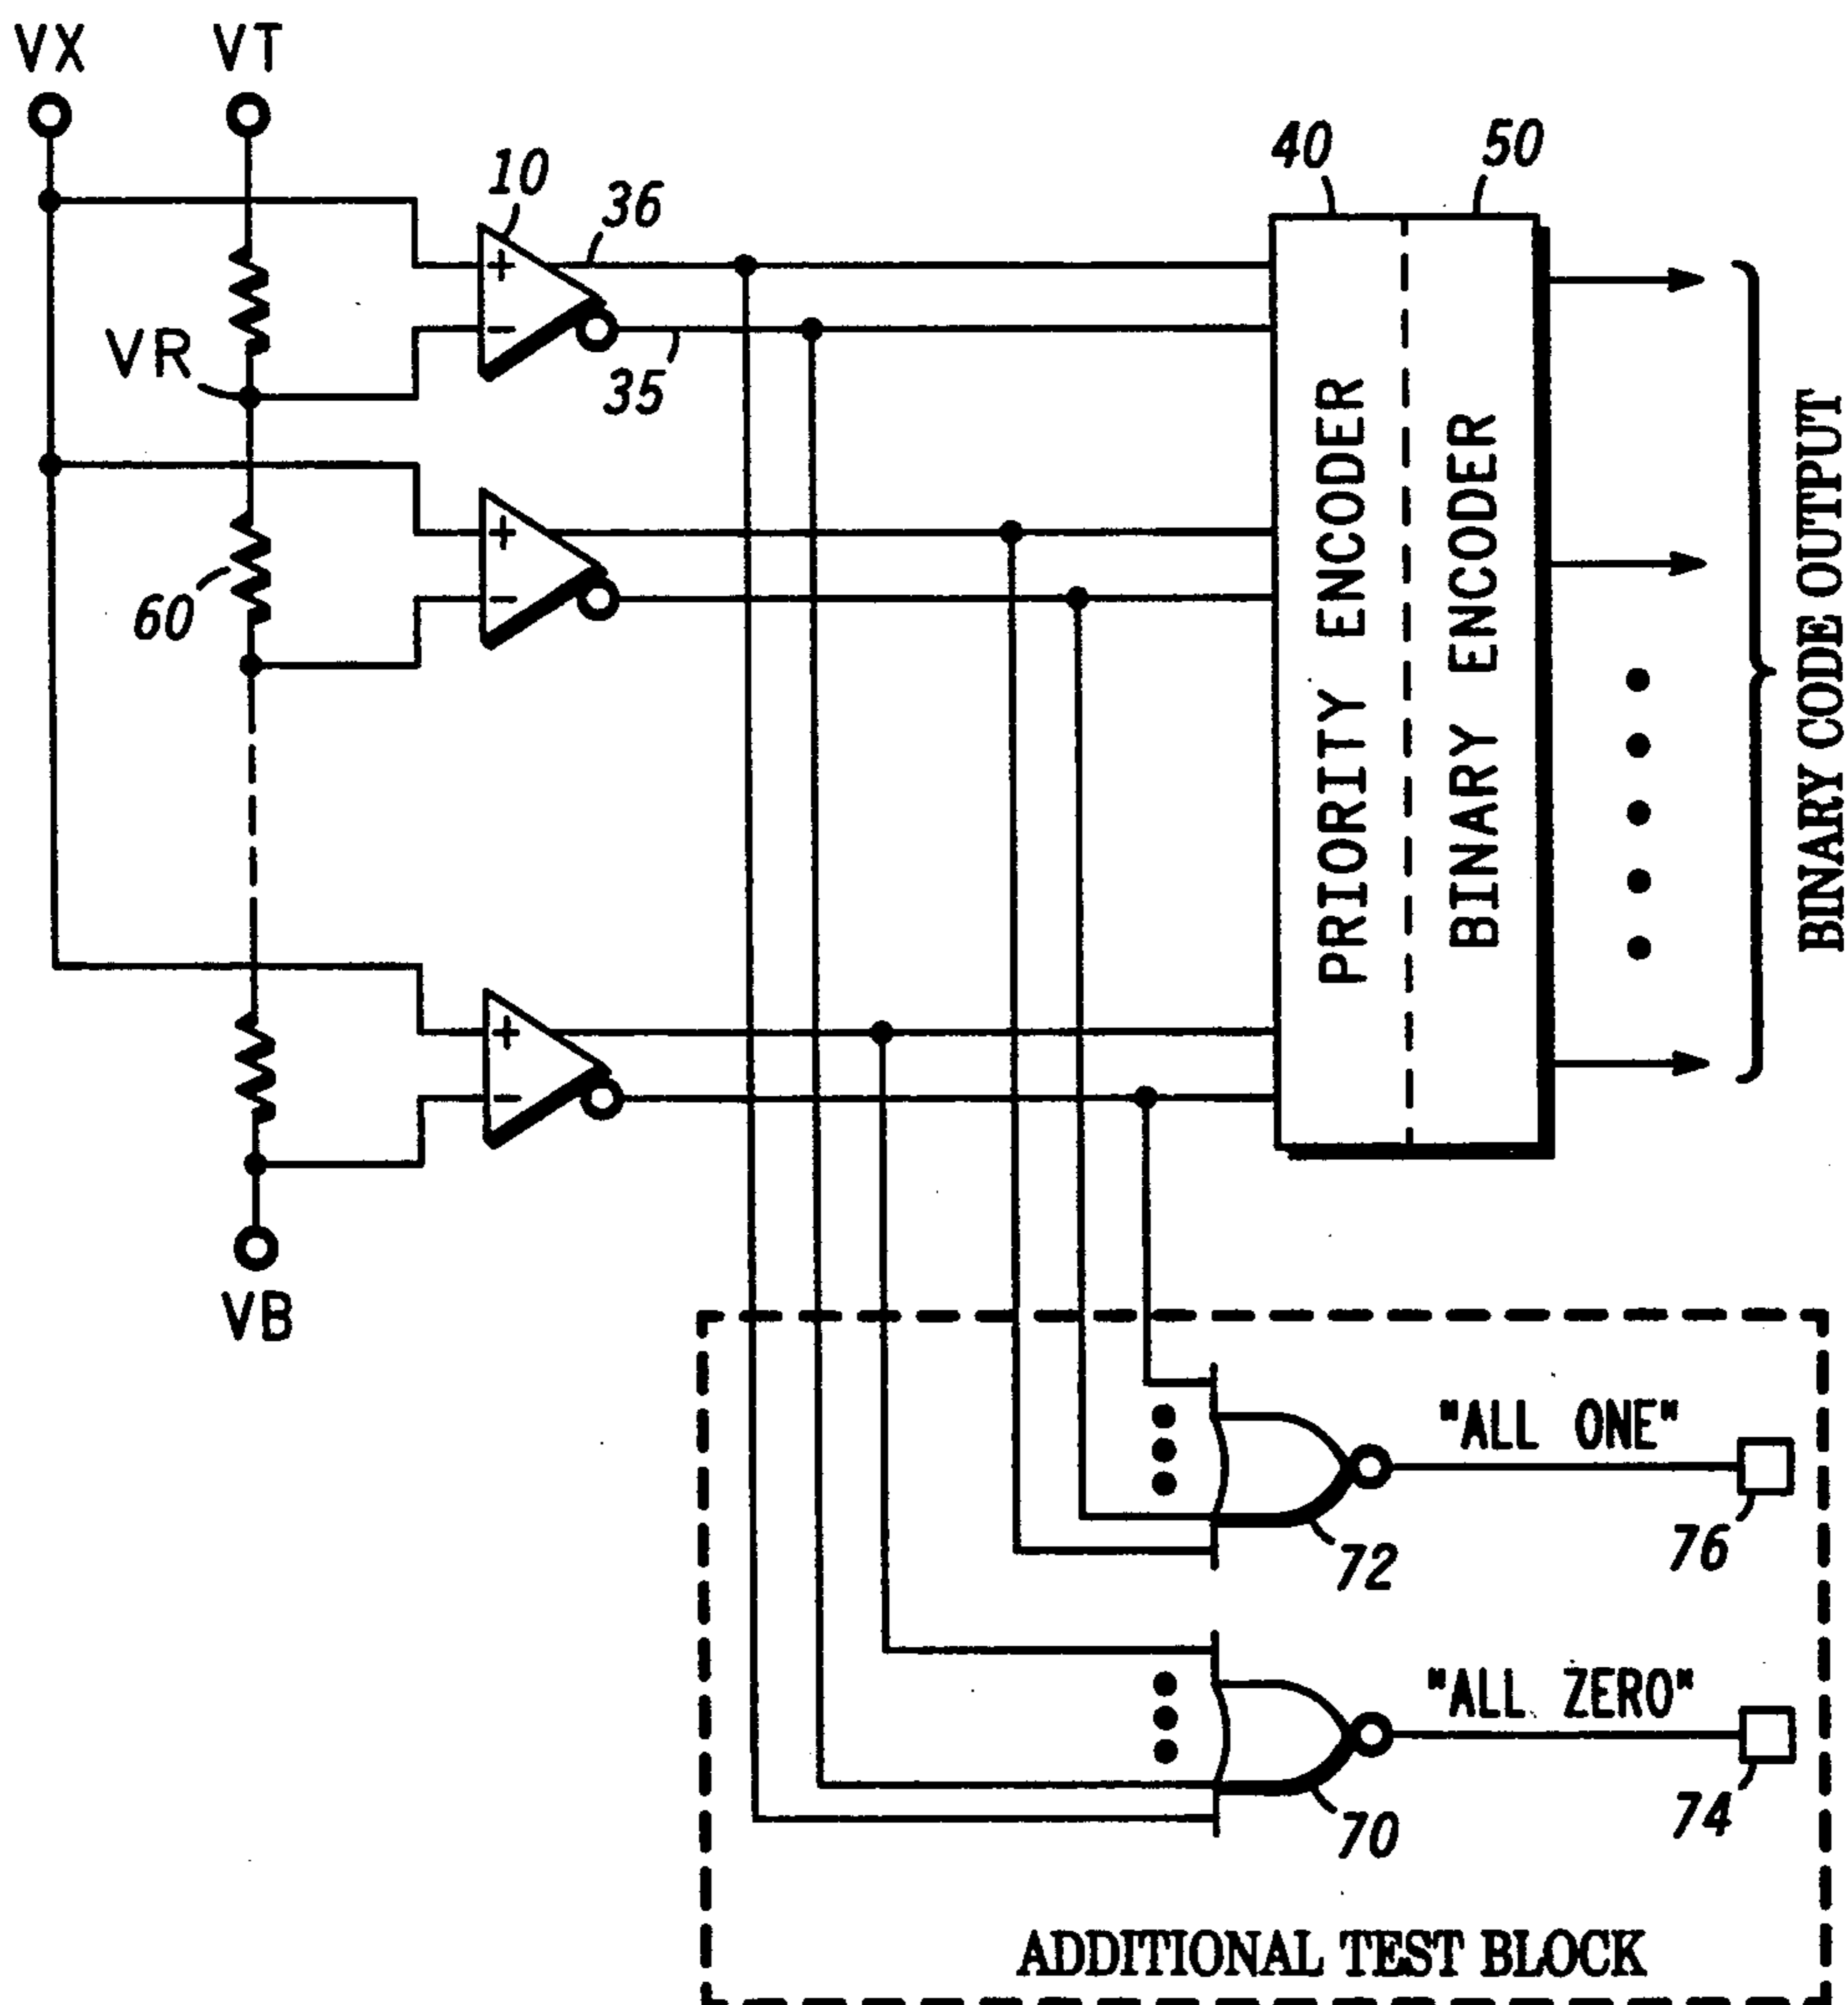 VX
VT
10
36
40
50
VR
35
60
PRIORITY ENCODER
BINARY ENCODER
BINARY CODE OUTPUT
+
−
+
−
+
−
VB
"ALL ONE"
76
72
"ALL ZERO"
74
70
ADDITIONAL TEST BLOCK